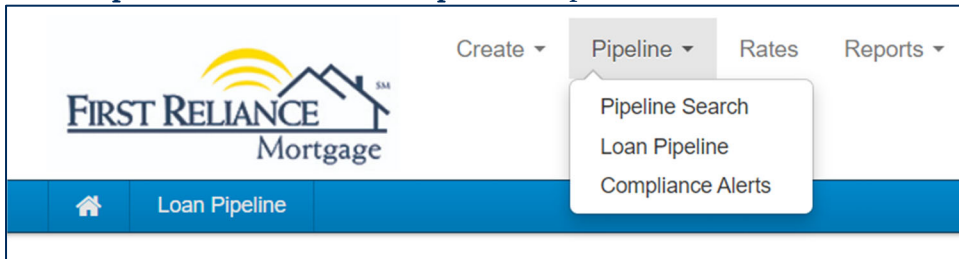 Create Pipeline Rates Reports
FIRST RELIANCE SM
Mortgage
Pipeline Search
Loan Pipeline
Compliance Alerts
Loan Pipeline